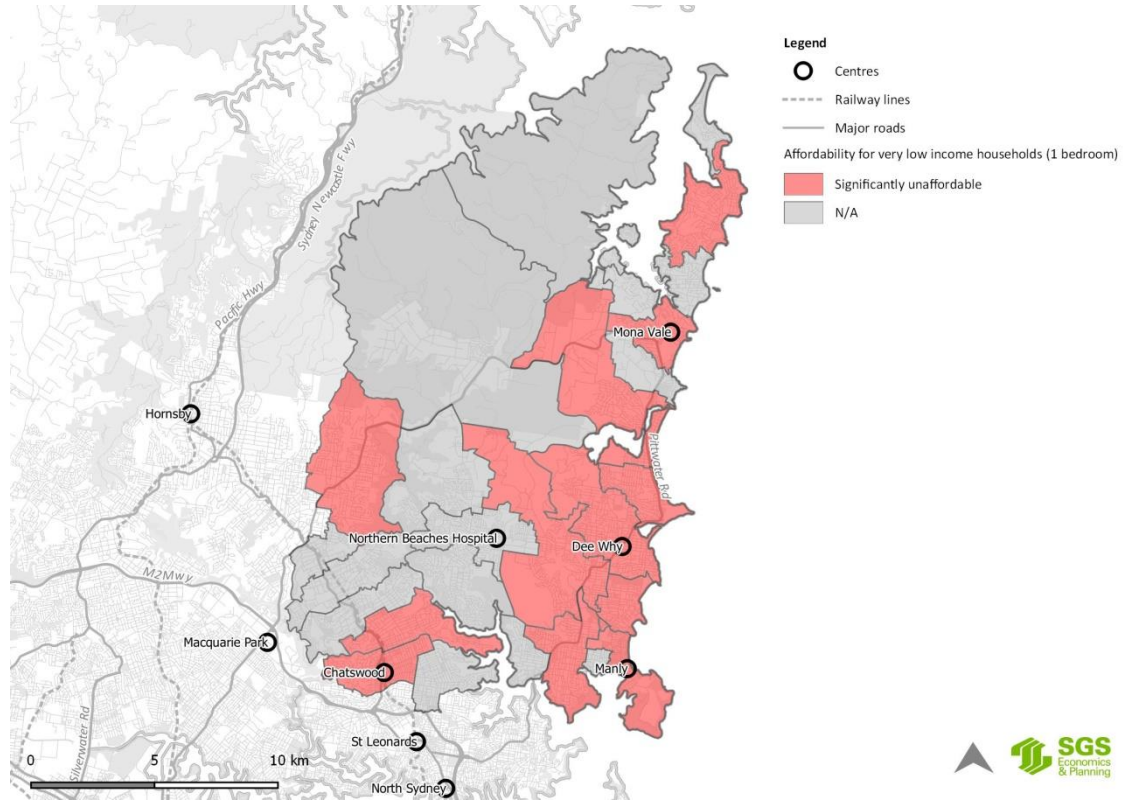 Legend
Centres
Railway lines
Major roads
Affordability for very low income households (1 bedroom)
Significantly unaffordable
N/A
Sydney Newcastle Fwy
Pacific Hwy
Mona Vale
Hornsby
Pittwater Rd
Northern Beaches Hospital
Dee Why
M2Mwy
Macquarie Park
Chatswood
Manly
Silverwater Rd
St Leonards
North Sydney
0 5 10 km
SGS
Economics
& Planning